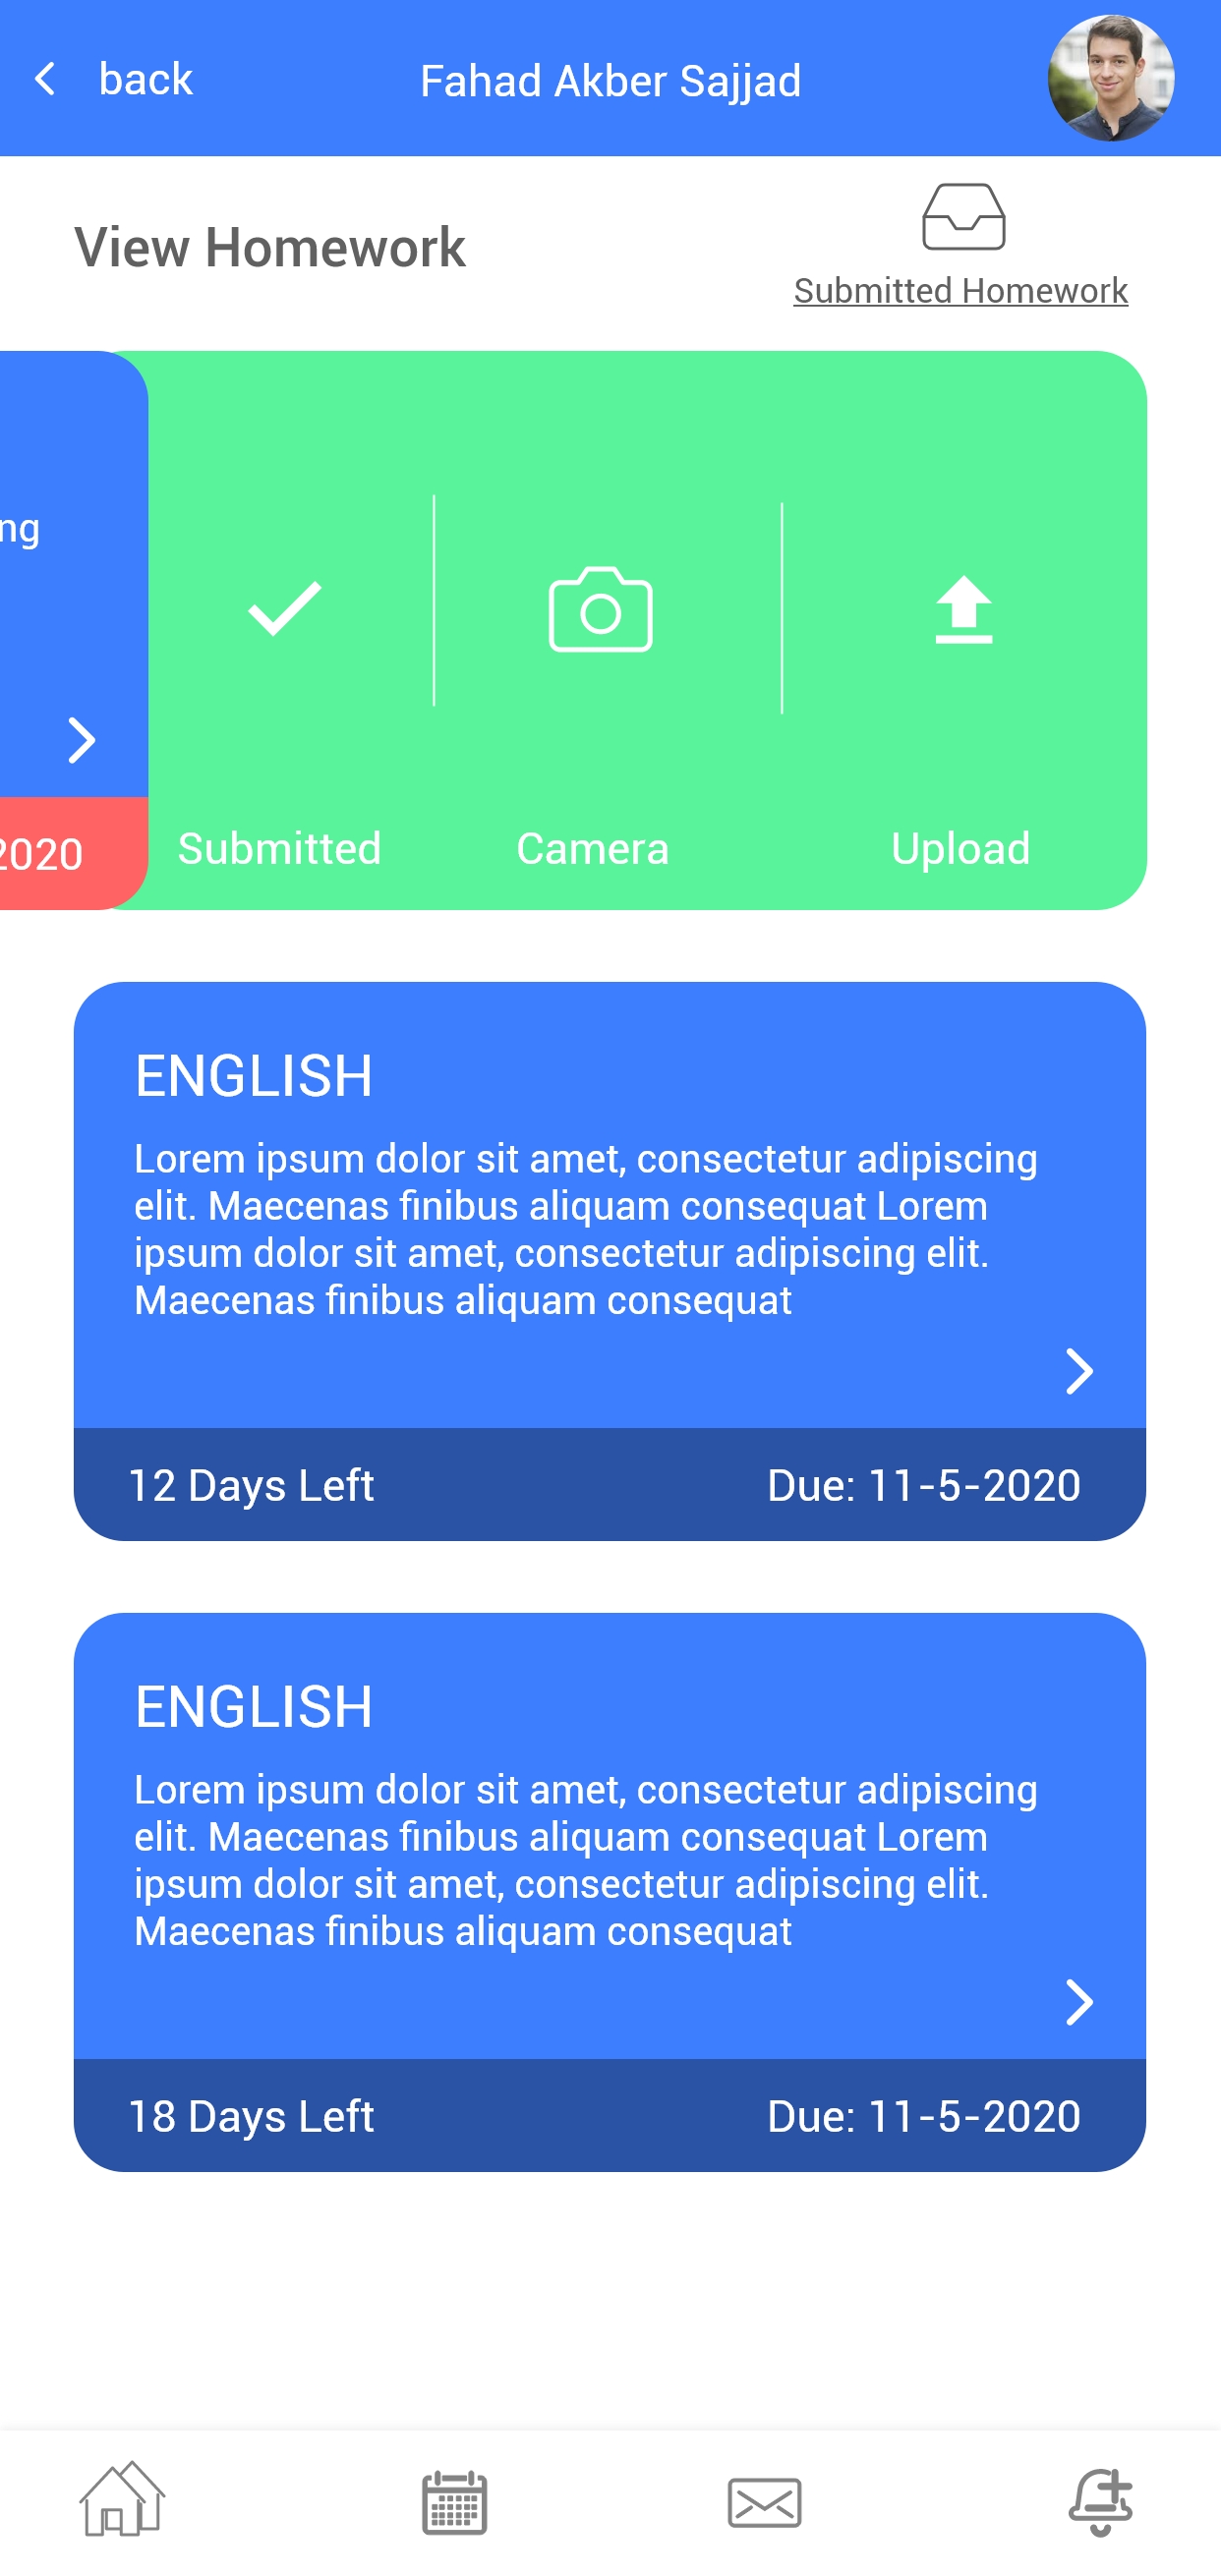 back
Fahad Akber Sajjad
View Homework
Submitted Homework
ng
2020
Submitted
Camera
Upload
ENGLISH
Lorem ipsum dolor sit amet, consectetur adipiscing
elit. Maecenas finibus aliquam consequat Lorem
ipsum dolor sit amet, consectetur adipiscing elit.
Maecenas finibus aliquam consequat
12 Days Left
Due: 11-5-2020
ENGLISH
Lorem ipsum dolor sit amet, consectetur adipiscing
elit. Maecenas finibus aliquam consequat Lorem
ipsum dolor sit amet, consectetur adipiscing elit.
Maecenas finibus aliquam consequat
18 Days Left
Due: 11-5-2020